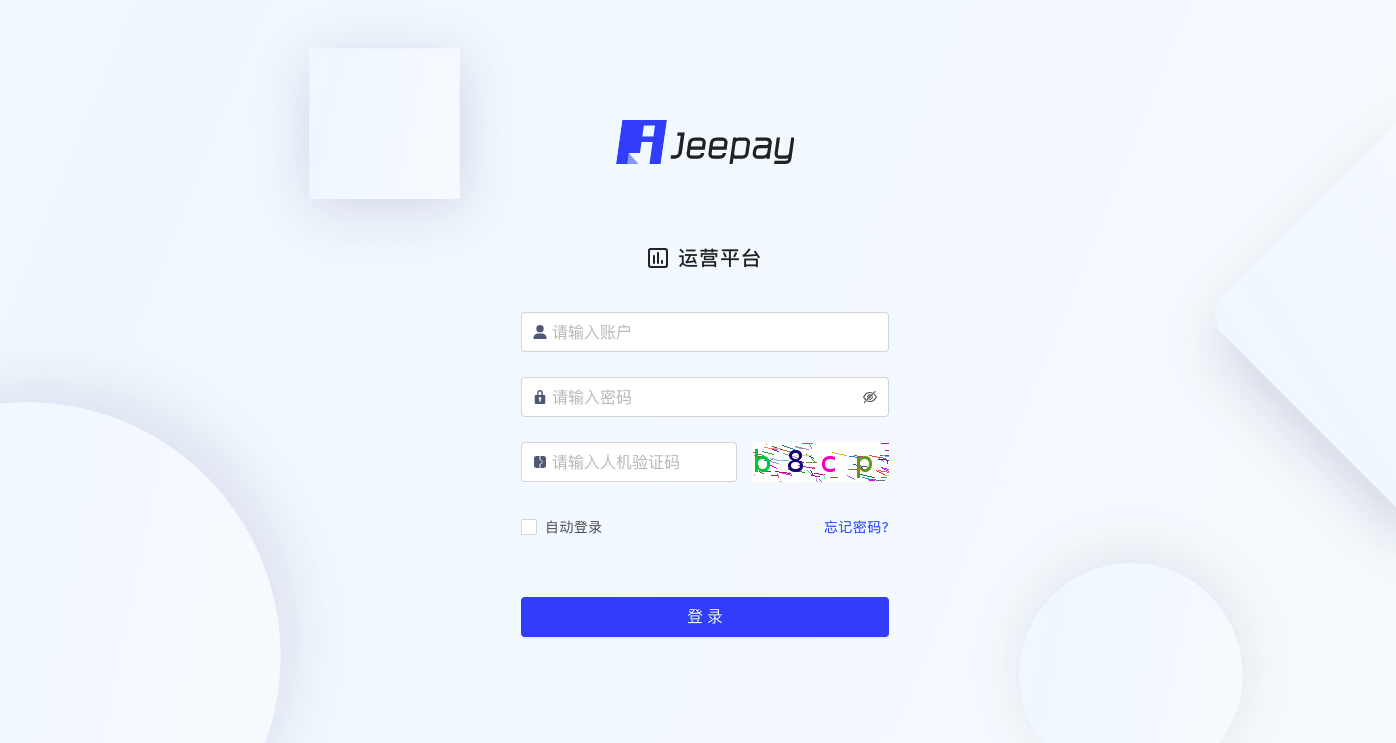 Jeepay
运营平台
请输入账户
请输入密码
请输入人机验证码
b8cp
自动登录 忘记密码?
登 录